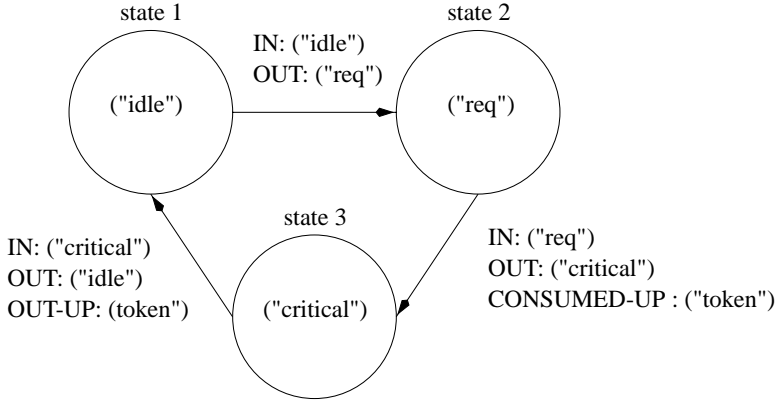 state 1
state 2
IN: ("idle")
OUT: ("req")
("idle")
("req")
state 3
IN: ("critical")
OUT: ("idle")
OUT-UP: (token")
("critical")
IN: ("req")
OUT: ("critical")
CONSUMED-UP : ("token")